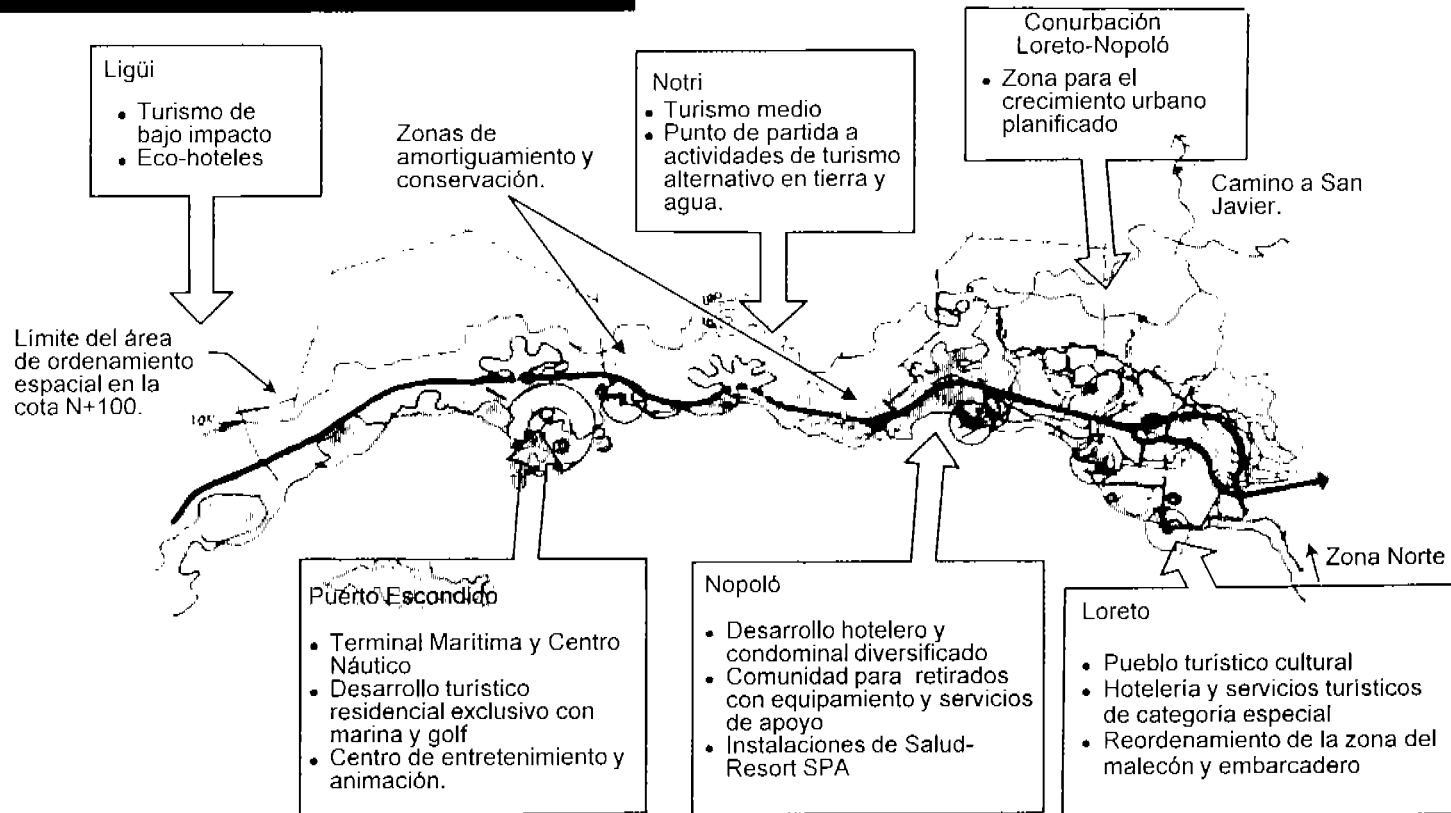 Ligüi
• Turismo de
bajo impacto
• Eco-hoteles
Zonas de
amortiguamiento y
conservación.
Notri
• Turismo medio
• Punto de partida a
actividades de turismo
alternativo en tierra y
agua.
Conurbación
Loreto-Nopoló
• Zona para el
crecimiento urbano
planificado
Camino a San
Javier.
Límite del área
de ordenamiento
espacial en la
cota N+100.
Puerto Escondido
• Terminal Marítima y Centro
Náutico
• Desarrollo turístico
residencial exclusivo con
marina y golf
• Centro de entretenimiento y
animación.
Nopoló
• Desarrollo hotelero y
condominal diversificado
• Comunidad para retirados
con equipamiento y servicios
de apoyo
• Instalaciones de Salud-
Resort SPA
Zona Norte
Loreto
• Pueblo turístico cultural
• Hotelería y servicios turísticos
de categoría especial
• Reordenamiento de la zona del
malecón y embarcadero